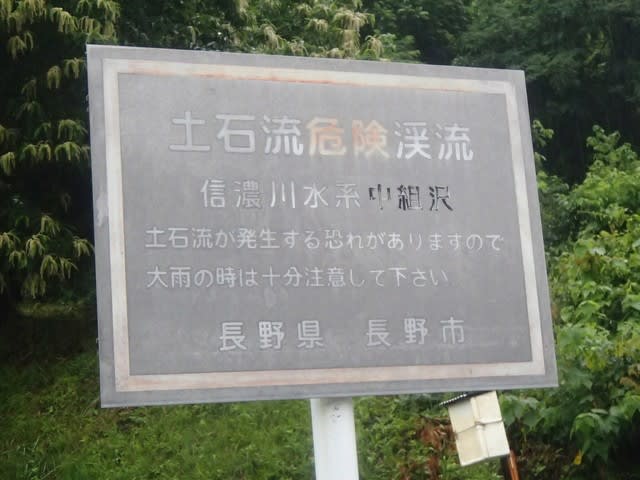 土石流危険渓流
信濃川水系 中組沢
土石流が発生する恐れがありますので
大雨の時は十分注意して下さい
長野県 長野市